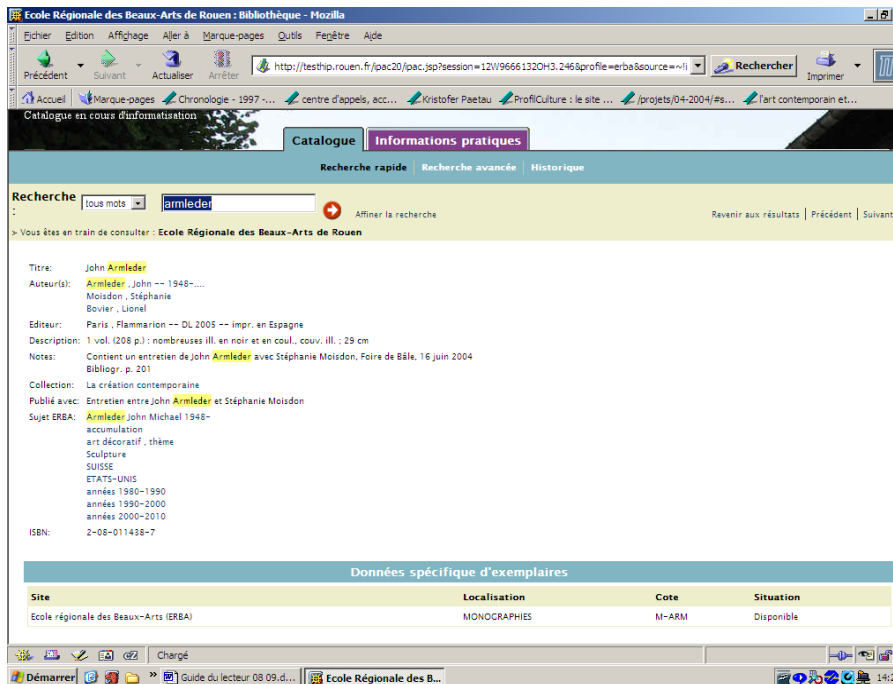 Ecole Régionale des Beaux-Arts de Rouen : Bibliothèque - Mozilla
Fichier Edition Affichage Aller à Marque-pages Outils Fenêtre Aide
Précédent Suivant Actualiser Arrêter http://testhip.rouen.fr/ipac20/ipac.jsp?session=12W9666132OH3.246&profile=erba&source=~!i Rechercher Imprimer
Accueil Marque-pages Chronologie - 1997 -... centre d'appels, acc... Kristofer Paetau ProfilCulture : le site ... /projets/04-2004/#s... l'art contemporain et...
Catalogue en cours d'informatisation
Catalogue Informations pratiques
Recherche rapide Recherche avancée Historique
Recherche : tous mots armleder Affiner la recherche Revenir aux résultats Précédent Suivant
> Vous êtes en train de consulter : Ecole Régionale des Beaux-Arts de Rouen
Titre: John Armleder
Auteur(s): Armleder , John -- 1948-....
Moisdon , Stéphanie
Bovier , Lionel
Editeur: Paris , Flammarion -- DL 2005 -- impr. en Espagne
Description: 1 vol. (208 p.) : nombreuses ill. en noir et en coul., couv. ill. ; 29 cm
Notes: Contient un entretien de John Armleder avec Stéphanie Moisdon, Foire de Bâle, 16 juin 2004
Bibliogr. p. 201
Collection: La création contemporaine
Publié avec: Entretien entre John Armleder et Stéphanie Moisdon
Sujet ERBA: Armleder John Michael 1948-
accumulation
art décoratif , thème
Sculpture
SUISSE
ETATS-UNIS
années 1980-1990
années 1990-2000
années 2000-2010
ISBN: 2-08-011438-7
Données spécifique d'exemplaires
Site Localisation Cote Situation
Ecole régionale des Beaux-Arts (ERBA) MONOGRAPHIES M-ARM Disponible
Chargé
Démarrer Guide du lecteur 08 09.d... Ecole Régionale des B...